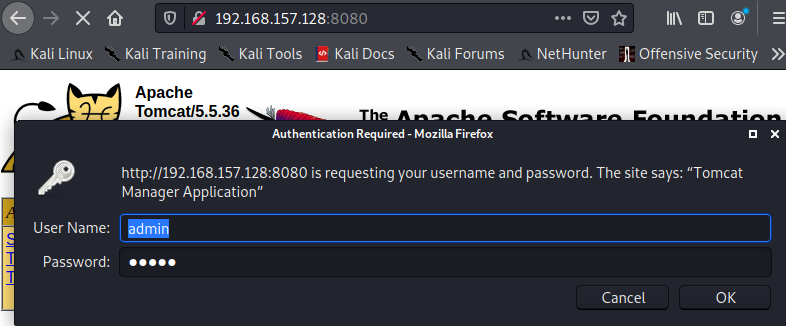 192.168.157.128:8080
Kali Linux Kali Training Kali Tools Kali Docs Kali Forums NetHunter Offensive Security
Apache
Tomcat/5.5.36
The Apache Software Foundation
Authentication Required - Mozilla Firefox
http://192.168.157.128:8080 is requesting your username and password. The site says: “Tomcat
Manager Application”
User Name: admin
Password: ●●●●●
Cancel OK
A
S
T
T